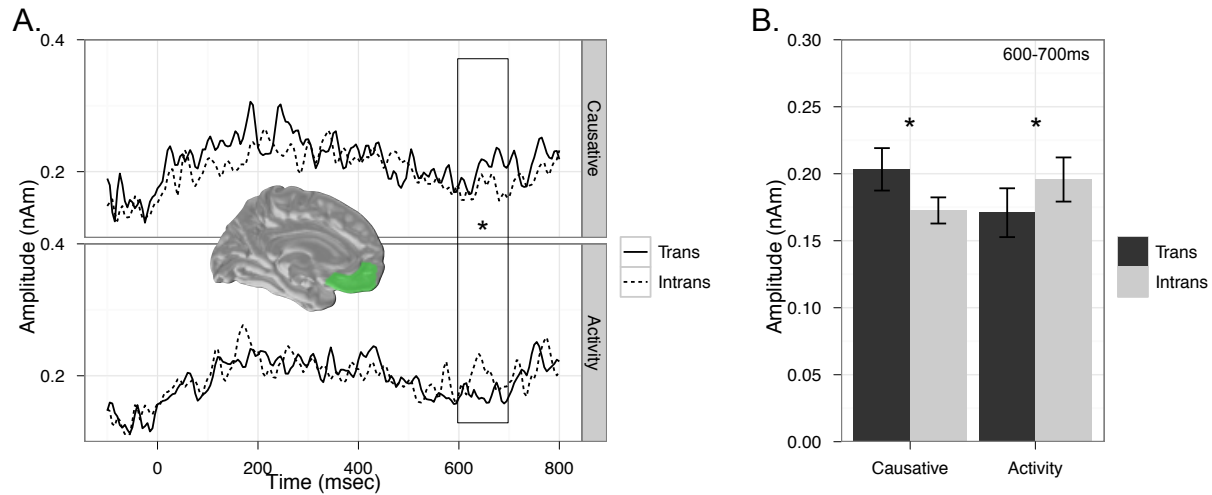 A.
0.4
0.2
Amplitude (nAm)
Causative
*
0.4
0.2
Amplitude (nAm)
Activity
0
200
400
600
800
Time (msec)
Trans
Intrans
B.
600-700ms
0.30
0.25
0.20
0.15
0.10
0.05
0.00
Amplitude (nAm)
*
*
Causative
Activity
Trans
Intrans